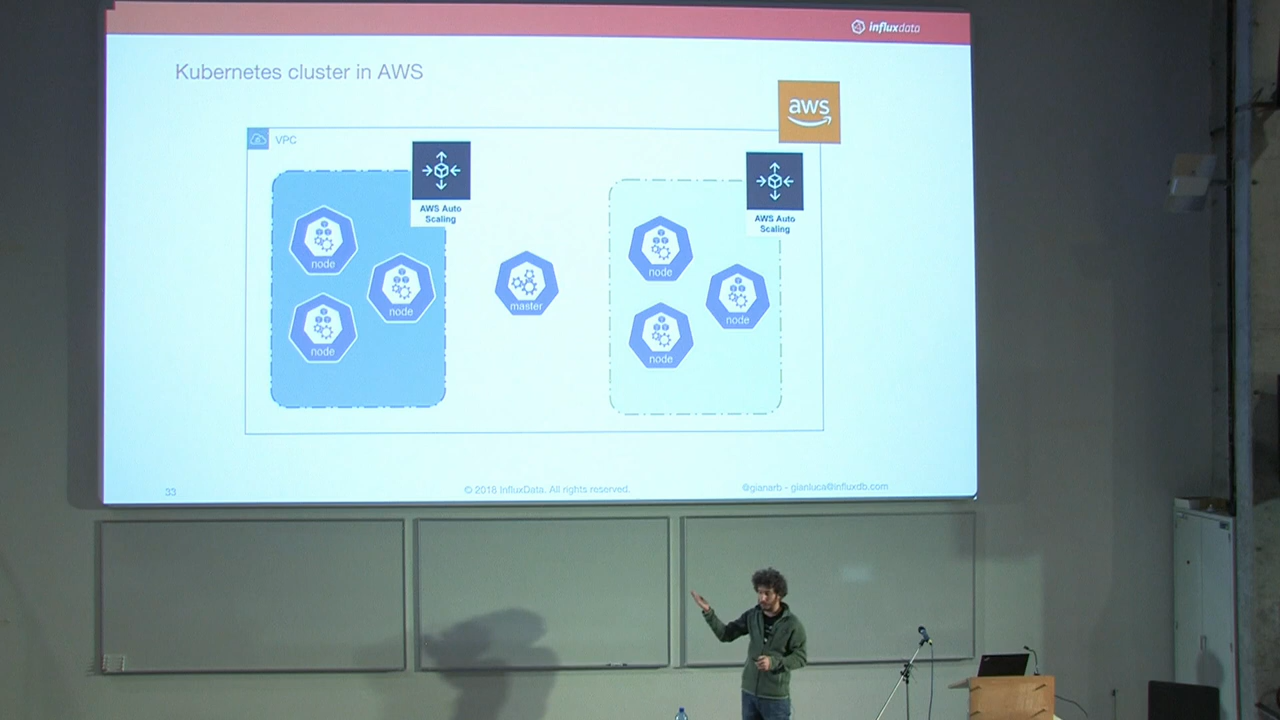 influxdata
Kubernetes cluster in AWS
aws
VPC
AWS Auto
Scaling
AWS Auto
Scaling
node
node
node
master
node
node
node
33
© 2018 InfluxData. All rights reserved.
@gianarb - gianluca@influxdb.com